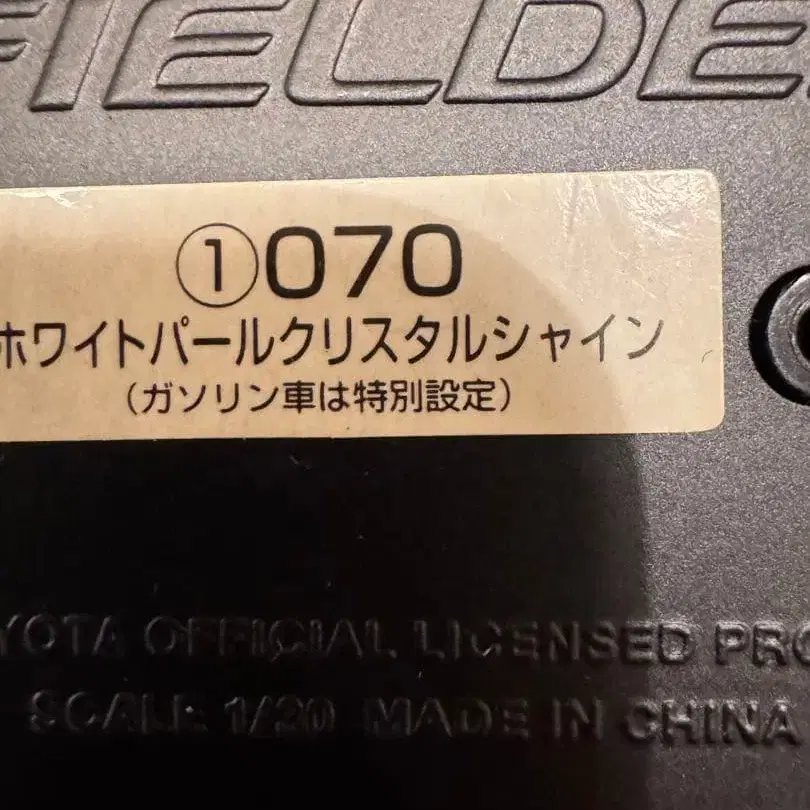 FIELDE
①070
ホワイトパールクリスタルシャイン
(ガソリン車は特別設定)
YOTA OFFICIAL LICENSED PRO
SCALE 1/20 MADE IN CHINA